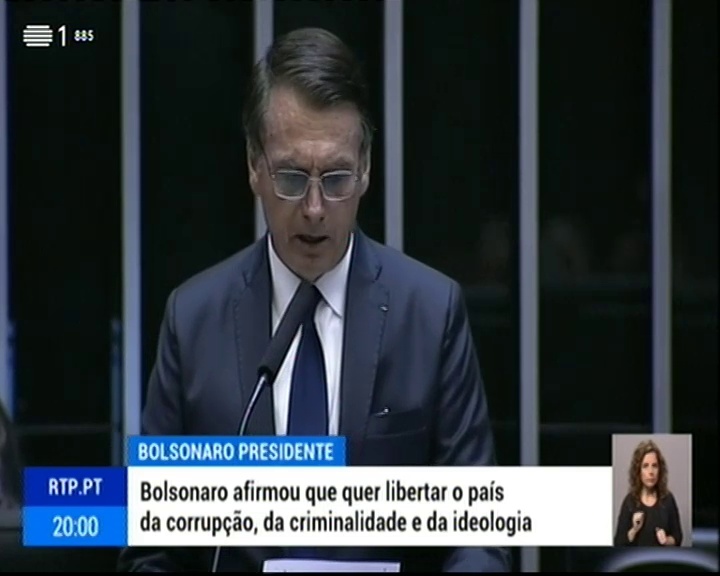 1 885
BOLSONARO PRESIDENTE
RTP.PT
Bolsonaro afirmou que quer libertar o país
da corrupção, da criminalidade e da ideologia
20:00